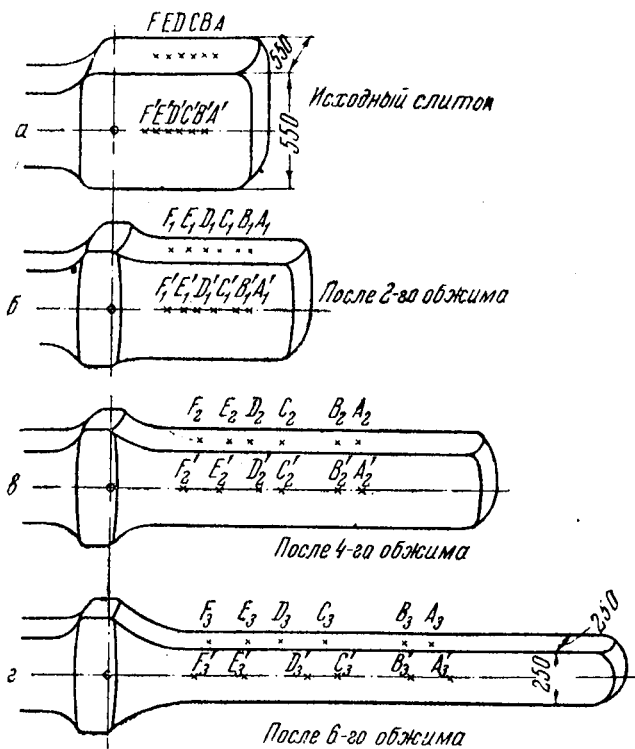 F E D C B A
550
F' E' D' C' B' A'
Исходный слиток
550
а
F₁ E₁ D₁ C₁ B₁ A₁
F₁' E₁' D₁' C₁' B₁' A₁'
После 2-го обжима
б
F₂ E₂ D₂ C₂ B₂ A₂
F₂' E₂' D₂' C₂' B₂' A₂'
в
После 4-го обжима
F₃ E₃ D₃ C₃ B₃ A₃
250
F₃' E₃' D₃' C₃' B₃' A₃'
250
г
После 6-го обжима